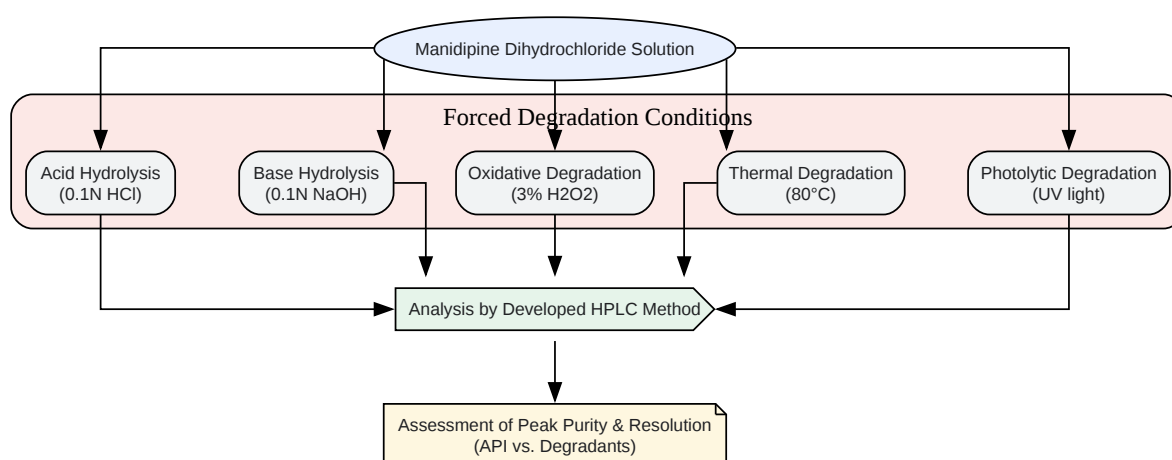 Manidipine Dihydrochloride Solution
Forced Degradation Conditions
Acid Hydrolysis
(0.1N HCl)
Base Hydrolysis
(0.1N NaOH)
Oxidative Degradation
(3% H2O2)
Thermal Degradation
(80°C)
Photolytic Degradation
(UV light)
Analysis by Developed HPLC Method
Assessment of Peak Purity & Resolution
(API vs. Degradants)